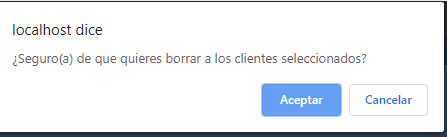 localhost dice
¿Seguro(a) de que quieres borrar a los clientes seleccionados?
Aceptar
Cancelar